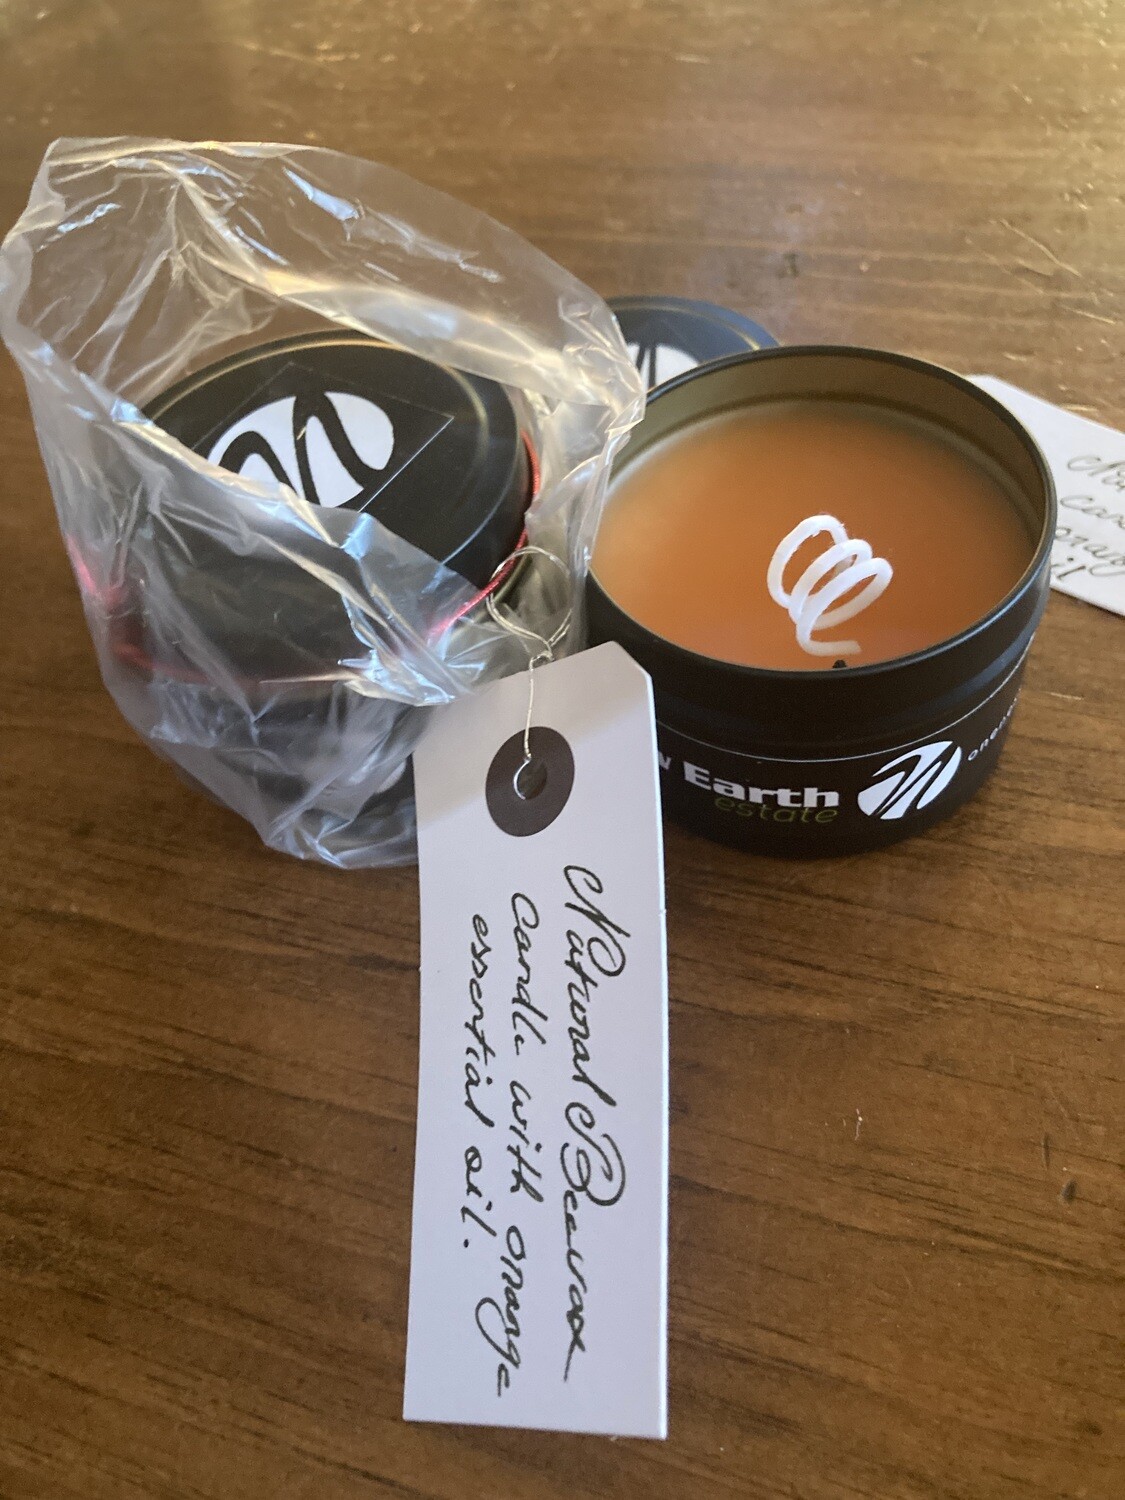 Natural Beeswax
Candle with orange
essential oil.
Earth
estate